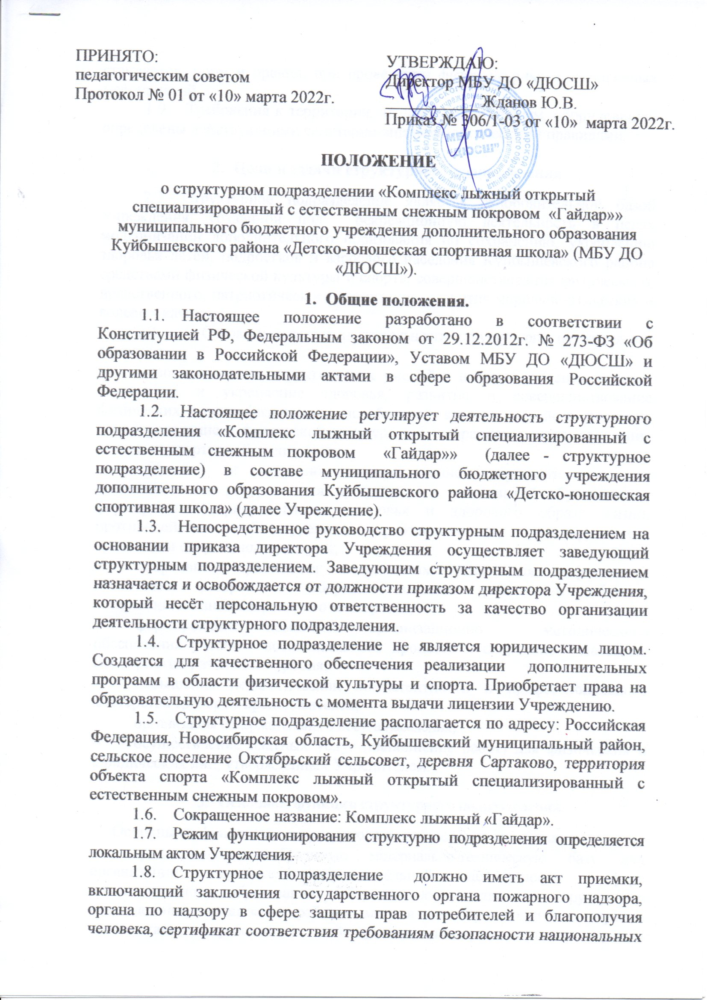 ПРИНЯТО:
педагогическим советом
Протокол № 01 от «10» марта 2022г.
УТВЕРЖДАЮ:
Директор МБУ ДО «ДЮСШ»
___________ Жданов Ю.В.
Приказ № 306/1-03 от «10»  марта 2022г.
МБУ ДО
"ДЮСШ"
ПОЛОЖЕНИЕ
о структурном подразделении «Комплекс лыжный открытый
специализированный с естественным снежным покровом  «Гайдар»»
муниципального бюджетного учреждения дополнительного образования
Куйбышевского района «Детско-юношеская спортивная школа» (МБУ ДО
«ДЮСШ»).
1.  Общие положения.
1.1. Настоящее положение разработано в соответствии с
Конституцией РФ, Федеральным законом от 29.12.2012г. № 273-ФЗ «Об
образовании в Российской Федерации», Уставом МБУ ДО «ДЮСШ» и
другими законодательными актами в сфере образования Российской
Федерации.
1.2. Настоящее положение регулирует деятельность структурного
подразделения «Комплекс лыжный открытый специализированный с
естественным снежным покровом  «Гайдар»»  (далее - структурное
подразделение) в составе муниципального бюджетного учреждения
дополнительного образования Куйбышевского района «Детско-юношеская
спортивная школа» (далее Учреждение).
1.3. Непосредственное руководство структурным подразделением на
основании приказа директора Учреждения осуществляет заведующий
структурным подразделением. Заведующим структурным подразделением
назначается и освобождается от должности приказом директора Учреждения,
который несёт персональную ответственность за качество организации
деятельности структурного подразделения.
1.4. Структурное подразделение не является юридическим лицом.
Создается для качественного обеспечения реализации  дополнительных
программ в области физической культуры и спорта. Приобретает права на
образовательную деятельность с момента выдачи лицензии Учреждению.
1.5. Структурное подразделение располагается по адресу: Российская
Федерация, Новосибирская область, Куйбышевский муниципальный район,
сельское поселение Октябрьский сельсовет, деревня Сартаково, территория
объекта спорта «Комплекс лыжный открытый специализированный с
естественным снежным покровом».
1.6. Сокращенное название: Комплекс лыжный «Гайдар».
1.7. Режим функционирования структурно подразделения определяется
локальным актом Учреждения.
1.8. Структурное подразделение  должно иметь акт приемки,
включающий заключения государственного органа пожарного надзора,
органа по надзору в сфере защиты прав потребителей и благополучия
человека, сертификат соответствия требованиям безопасности национальных